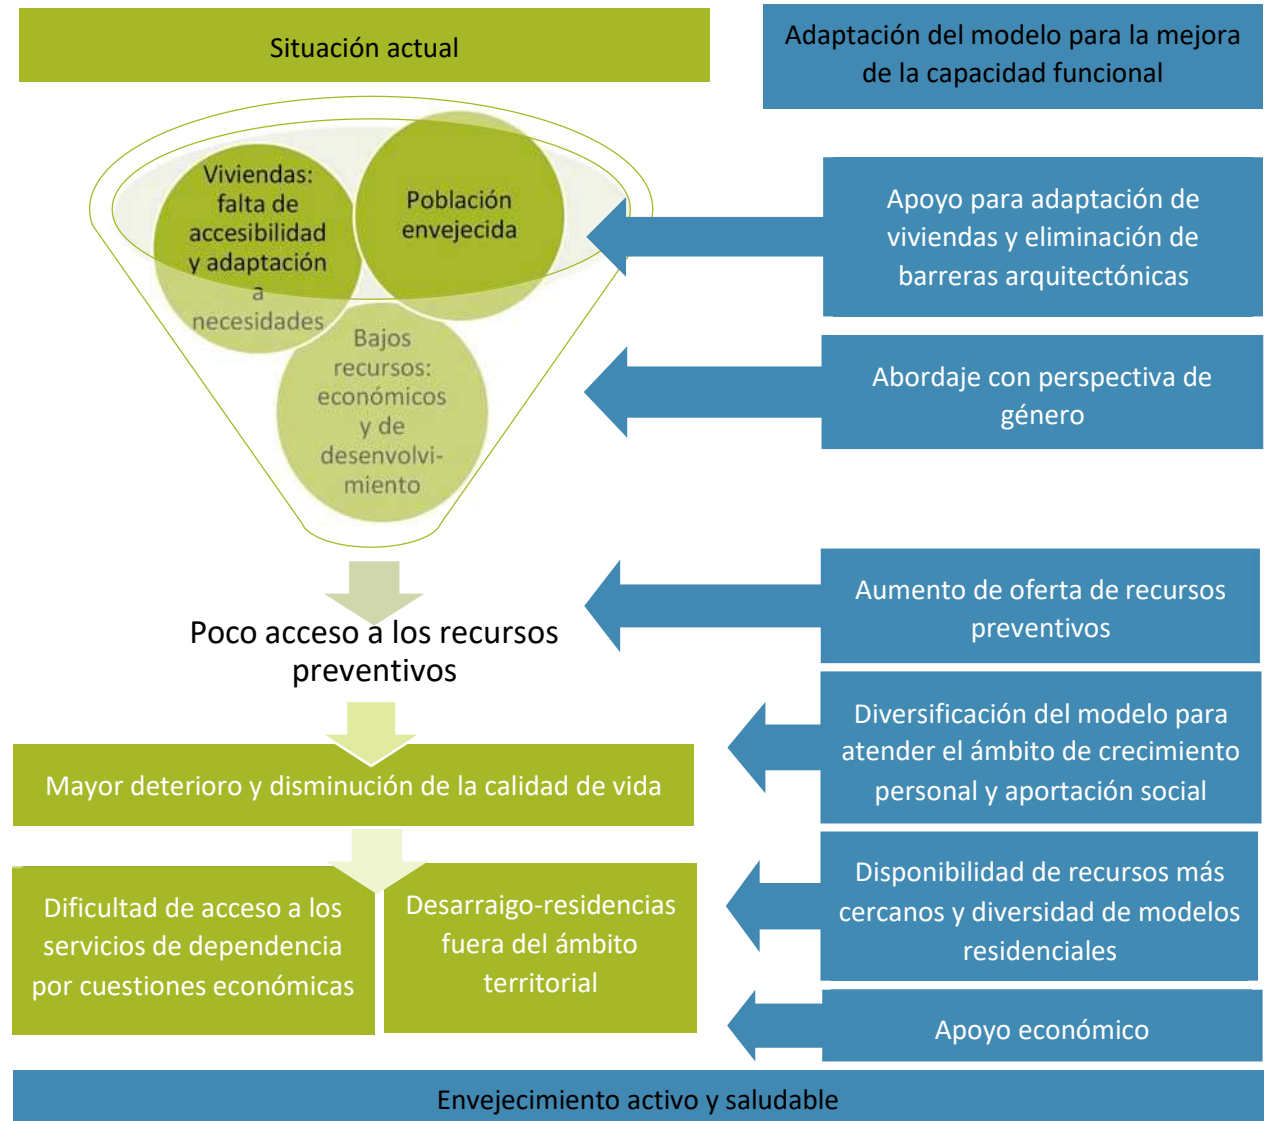 Situación actual
Adaptación del modelo para la mejora
de la capacidad funcional
Viviendas:
falta de
accesibilidad
y adaptación
a
necesidades
Población
envejecida
Bajos
recursos:
económicos
y de
desenvolvi-
miento
Apoyo para adaptación de
viviendas y eliminación de
barreras arquitectónicas
Abordaje con perspectiva de
género
Poco acceso a los recursos
preventivos
Aumento de oferta de recursos
preventivos
Mayor deterioro y disminución de la calidad de vida
Diversificación del modelo para
atender el ámbito de crecimiento
personal y aportación social
Dificultad de acceso a los
servicios de dependencia
por cuestiones económicas
Desarraigo-residencias
fuera del ámbito
territorial
Disponibilidad de recursos más
cercanos y diversidad de modelos
residenciales
Apoyo económico
Envejecimiento activo y saludable